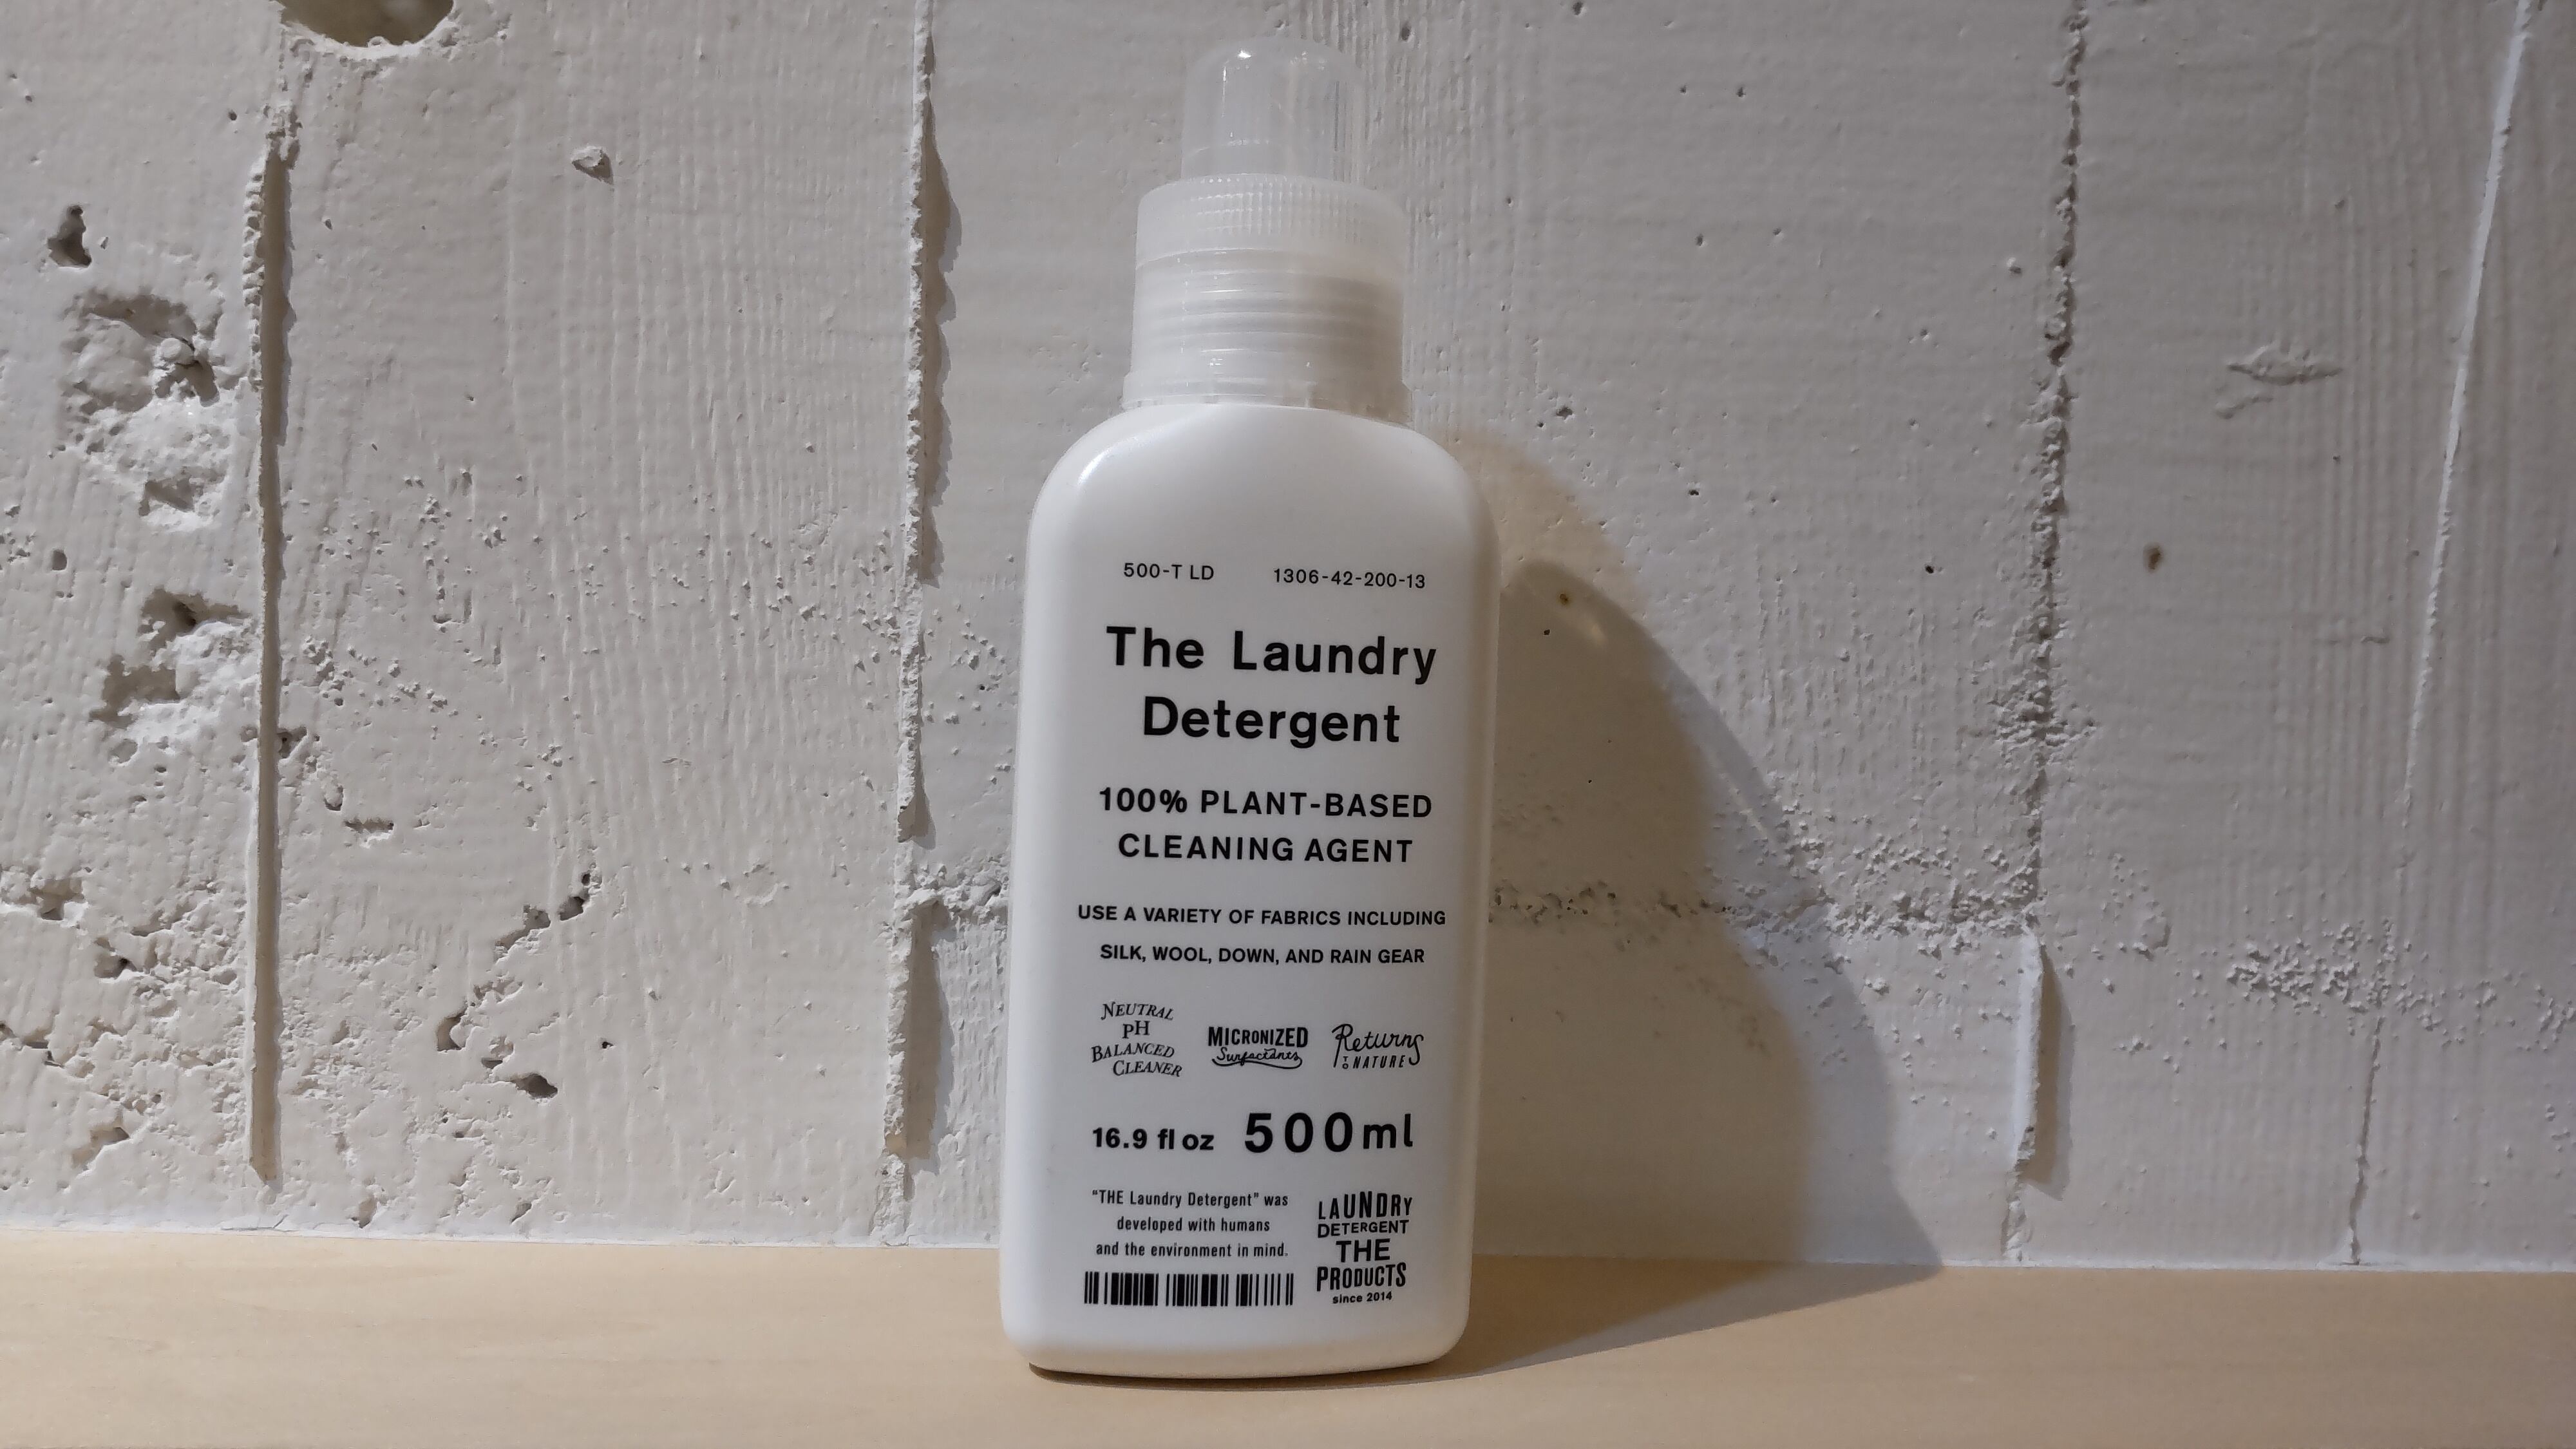 500-T LD 1306-42-200-13
The Laundry
Detergent
100% PLANT-BASED
CLEANING AGENT
USE A VARIETY OF FABRICS INCLUDING
SILK, WOOL, DOWN, AND RAIN GEAR
NEUTRAL
pH
BALANCED
CLEANER
MICRONIZED
Surfactants
Returns
TO NATURE
16.9 fl oz 500ml
"THE Laundry Detergent" was
developed with humans
and the environment in mind.
LAUNDRY
DETERGENT
THE
PRODUCTS
since 2014